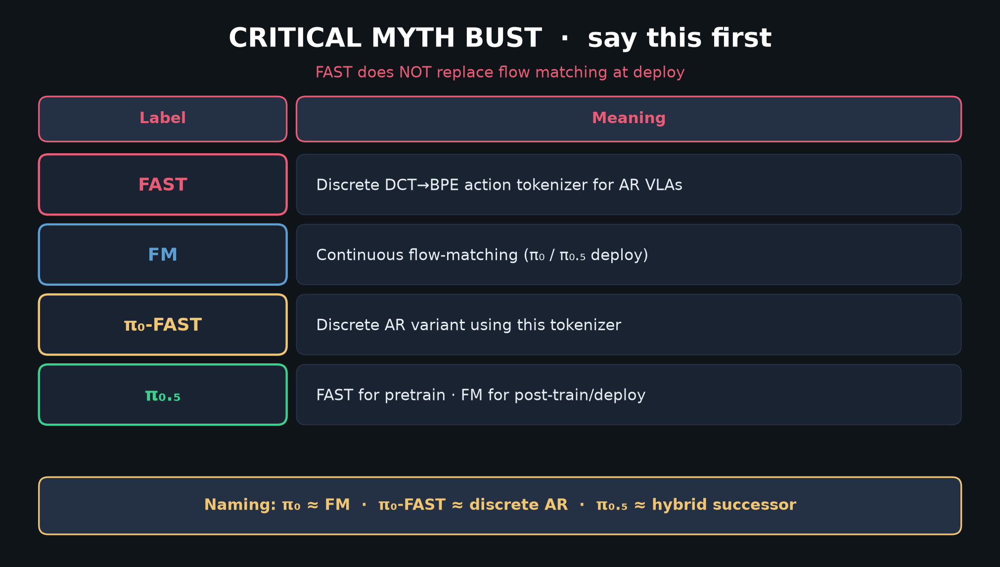 CRITICAL MYTH BUST · say this first
FAST does NOT replace flow matching at deploy
Label
Meaning
FAST
Discrete DCT→BPE action tokenizer for AR VLAs
FM
Continuous flow-matching (π₀ / π₀.₅ deploy)
π₀-FAST
Discrete AR variant using this tokenizer
π₀.₅
FAST for pretrain · FM for post-train/deploy
Naming: π₀ ≈ FM · π₀-FAST ≈ discrete AR · π₀.₅ ≈ hybrid successor